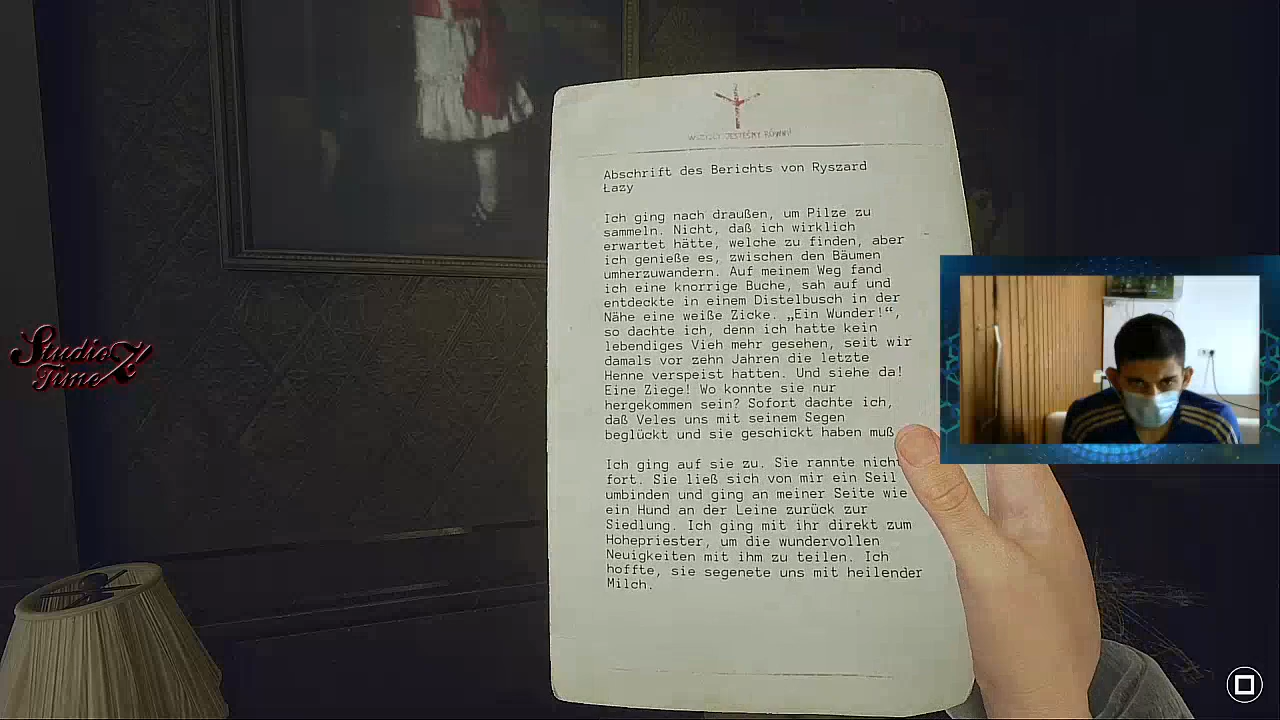 WSZYSCY JESTEŚMY RÓWNI
Abschrift des Berichts von Ryszard
Łazy
Ich ging nach draußen, um Pilze zu
sammeln. Nicht, daß ich wirklich
erwartet hätte, welche zu finden, aber
ich genieße es, zwischen den Bäumen
umherzuwandern. Auf meinem Weg fand
ich eine knorrige Buche, sah auf und
entdeckte in einem Distelbusch in der
Nähe eine weiße Zicke. „Ein Wunder!“,
so dachte ich, denn ich hatte kein
lebendiges Vieh mehr gesehen, seit wir
damals vor zehn Jahren die letzte
Henne verspeist hatten. Und siehe da!
Eine Ziege! Wo konnte sie nur
hergekommen sein? Sofort dachte ich,
daß Veles uns mit seinem Segen
beglückt und sie geschickt haben muß
Ich ging auf sie zu. Sie rannte nicht
fort. Sie ließ sich von mir ein Seil
umbinden und ging an meiner Seite wie
ein Hund an der Leine zurück zur
Siedlung. Ich ging mit ihr direkt zum
Hohepriester, um die wundervollen
Neuigkeiten mit ihm zu teilen. Ich
hoffte, sie segenete uns mit heilender
Milch.
Studio X
Time